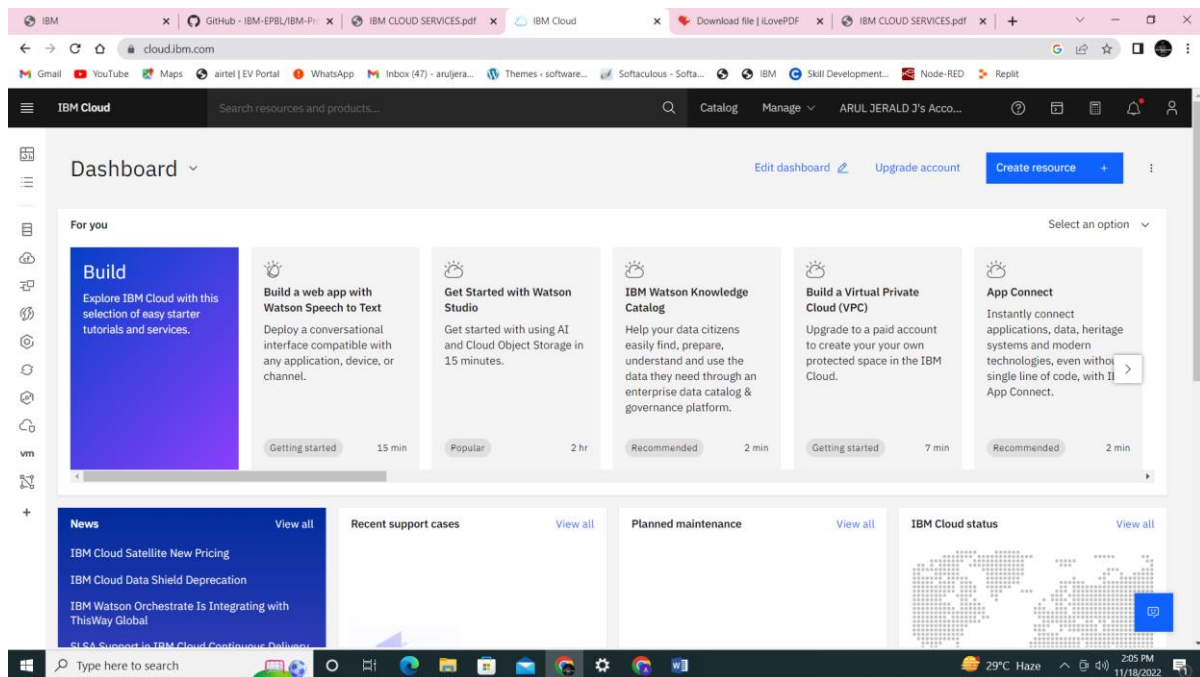 IBM
GitHub - IBM-EPBL/IBM-Pr
IBM CLOUD SERVICES.pdf
IBM Cloud
Download file | iLovePDF
IBM CLOUD SERVICES.pdf
cloud.ibm.com
Gmail
YouTube
Maps
airtel | EV Portal
WhatsApp
Inbox (47) - aruljera...
Themes ‹ software...
Softaculous - Softa...
IBM
Skill Development...
Node-RED
Replit
IBM Cloud
Search resources and products...
Catalog
Manage
ARUL JERALD J's Acco...
Dashboard
Edit dashboard
Upgrade account
Create resource +
For you
Select an option
Build
Explore IBM Cloud with this
selection of easy starter
tutorials and services.
Build a web app with
Watson Speech to Text
Deploy a conversational
interface compatible with
any application, device, or
channel.
Getting started
15 min
Get Started with Watson
Studio
Get started with using AI
and Cloud Object Storage in
15 minutes.
Popular
2 hr
IBM Watson Knowledge
Catalog
Help your data citizens
easily find, prepare,
understand and use the
data they need through an
enterprise data catalog &
governance platform.
Recommended
2 min
Build a Virtual Private
Cloud (VPC)
Upgrade to a paid account
to create your your own
protected space in the IBM
Cloud.
Getting started
7 min
App Connect
Instantly connect
applications, data, heritage
systems and modern
technologies, even withou
single line of code, with I
App Connect.
Recommended
2 min
vm
News
View all
IBM Cloud Satellite New Pricing
IBM Cloud Data Shield Deprecation
IBM Watson Orchestrate Is Integrating with
ThisWay Global
SLSA Support in IBM Cloud Continuous Delivery
Recent support cases
View all
Planned maintenance
View all
IBM Cloud status
View all
Type here to search
29°C Haze
2:05 PM
11/18/2022